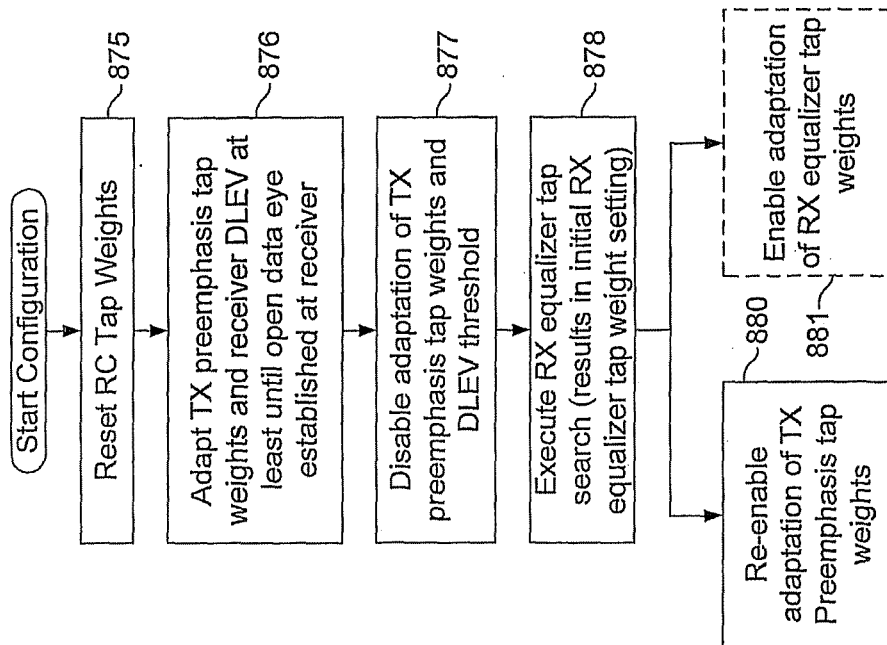 Start Configuration
Reset RC Tap Weights
875
Adapt TX preemphasis tap
weights and receiver DLEV at
least until open data eye
established at receiver
876
Disable adaptation of TX
preemphasis tap weights and
DLEV threshold
877
Execute RX equalizer tap
search (results in initial RX
equalizer tap weight setting)
878
Re-enable
adaptation of TX
Preemphasis tap
weights
880
Enable adaptation
of RX equalizer tap
weights
881